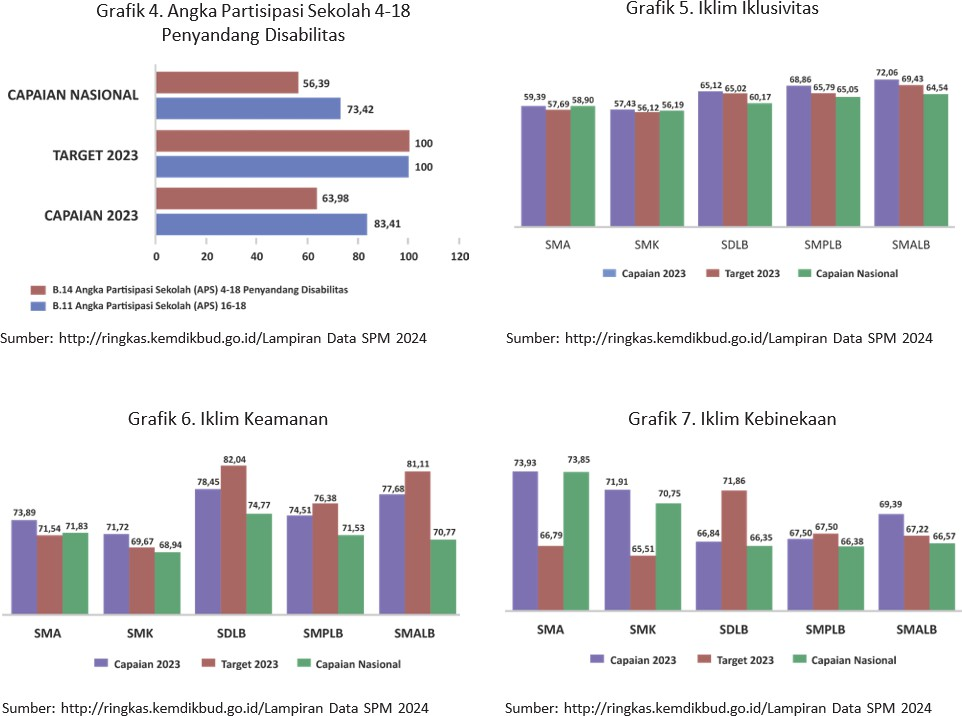 Grafik 4. Angka Partisipasi Sekolah 4-18
Penyandang Disabilitas
CAPAIAN NASIONAL
56,39
73,42
TARGET 2023
100
100
CAPAIAN 2023
63,98
83,41
0 20 40 60 80 100 120
B.14 Angka Partisipasi Sekolah (APS) 4-18 Penyandang Disabilitas
B.11 Angka Partisipasi Sekolah (APS) 16-18
Sumber: http://ringkas.kemdikbud.go.id/Lampiran Data SPM 2024
Grafik 5. Iklim Iklusivitas
59,39 57,69 58,90 57,43 56,12 56,19 65,12 65,02 60,17 68,86 65,79 65,05 72,06 69,43 64,54
SMA SMK SDLB SMPLB SMALB
Capaian 2023 Target 2023 Capaian Nasional
Sumber: http://ringkas.kemdikbud.go.id/Lampiran Data SPM 2024
Grafik 6. Iklim Keamanan
73,89 71,54 71,83 71,72 69,67 68,94 78,45 82,04 74,77 74,51 76,38 71,53 77,68 81,11 70,77
SMA SMK SDLB SMPLB SMALB
Capaian 2023 Target 2023 Capaian Nasional
Sumber: http://ringkas.kemdikbud.go.id/Lampiran Data SPM 2024
Grafik 7. Iklim Kebinekaan
73,93 66,79 73,85 71,91 65,51 70,75 66,84 71,86 66,35 67,50 67,50 66,38 69,39 67,22 66,57
SMA SMK SDLB SMPLB SMALB
Capaian 2023 Target 2023 Capaian Nasional
Sumber: http://ringkas.kemdikbud.go.id/Lampiran Data SPM 2024